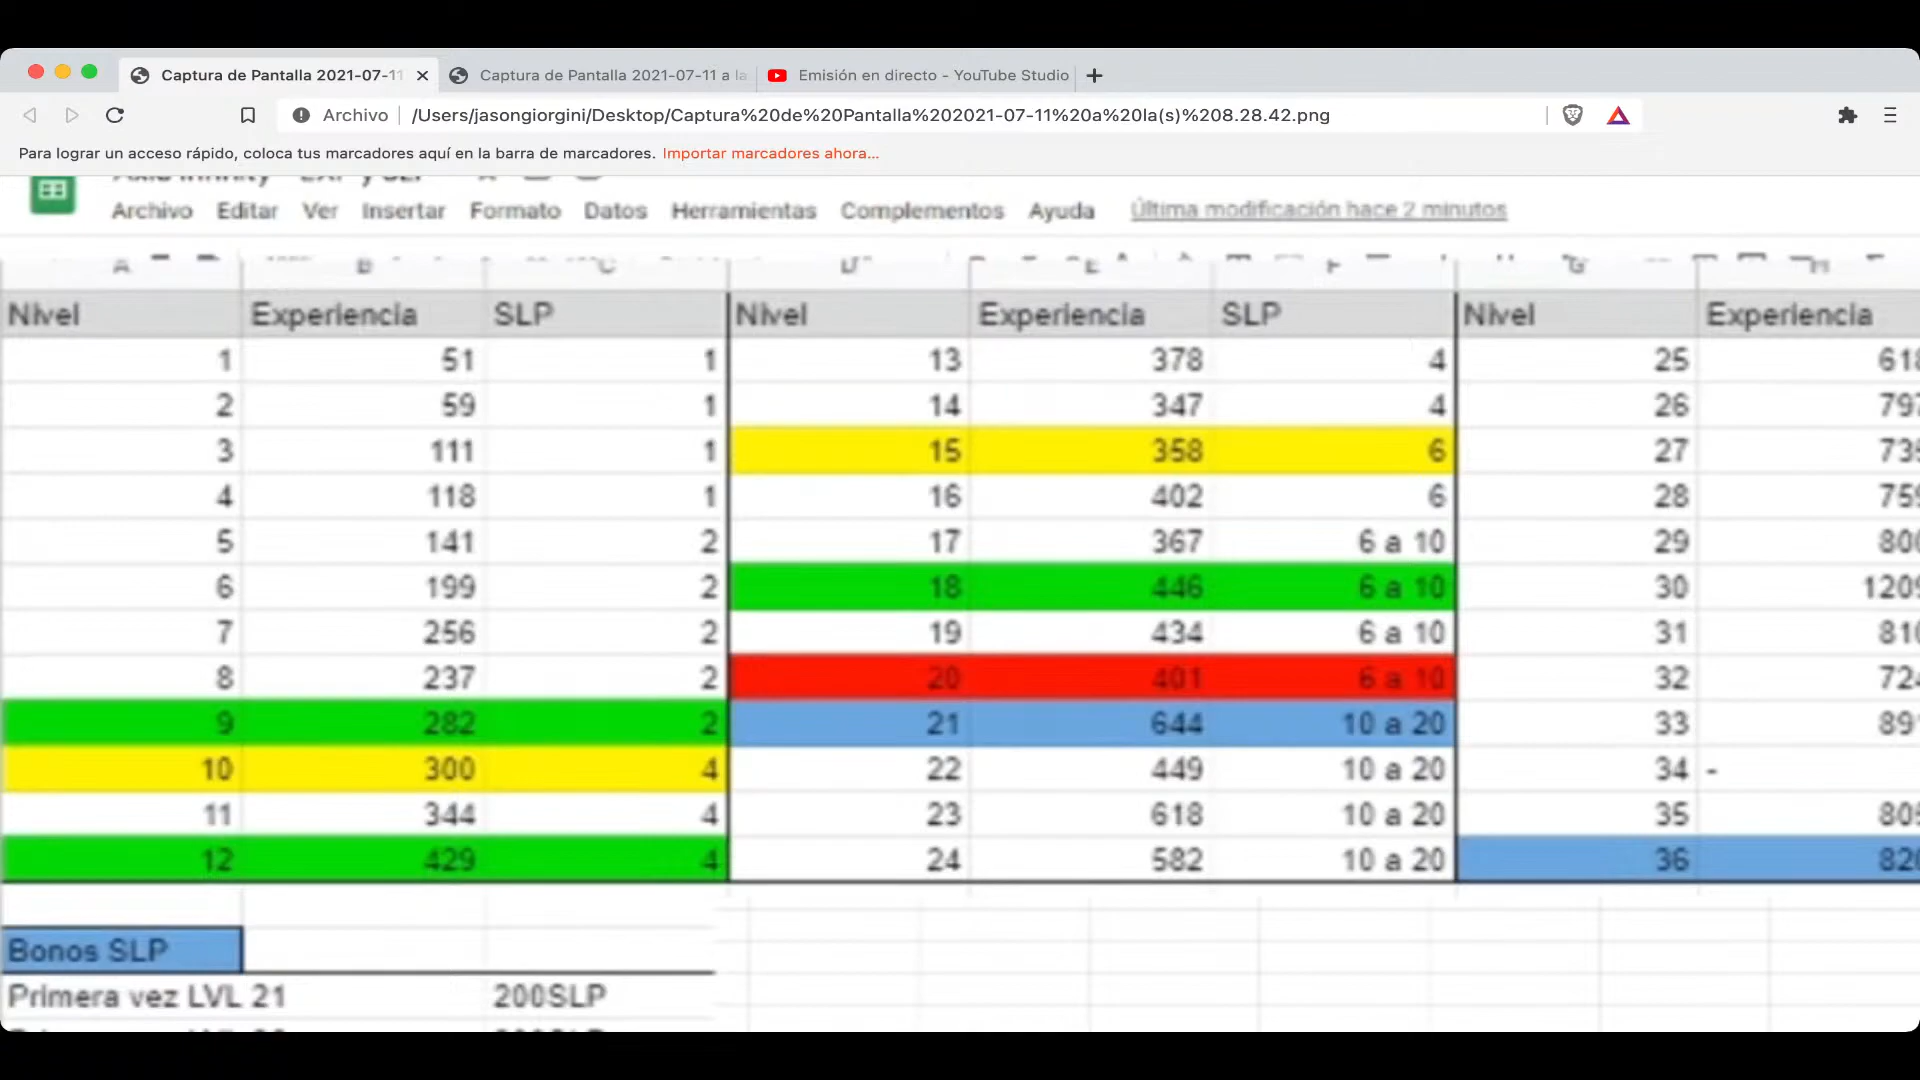 Captura de Pantalla 2021-07-11
Captura de Pantalla 2021-07-11 a la
Emisión en directo - YouTube Studio
Archivo /Users/jasongiorgini/Desktop/Captura%20de%20Pantalla%202021-07-11%20a%20la(s)%208.28.42.png
Para lograr un acceso rápido, coloca tus marcadores aquí en la barra de marcadores. Importar marcadores ahora...
Archivo Editar Ver Insertar Formato Datos Herramientas Complementos Ayuda Última modificación hace 2 minutos
Nivel Experiencia SLP Nivel Experiencia SLP Nivel Experiencia
1 51 1 13 378 4 25
2 59 1 14 347 4 26
3 111 1 15 358 6 27
4 118 1 16 402 6 28
5 141 2 17 367 6 a 10 29
6 199 2 18 446 6 a 10 30
7 256 2 19 434 6 a 10 31
8 237 2 20 401 6 a 10 32
9 282 2 21 644 10 a 20 33
10 300 4 22 449 10 a 20 34 -
11 344 4 23 618 10 a 20 35
12 429 4 24 582 10 a 20 36
Bonos SLP
Primera vez LVL 21 200SLP